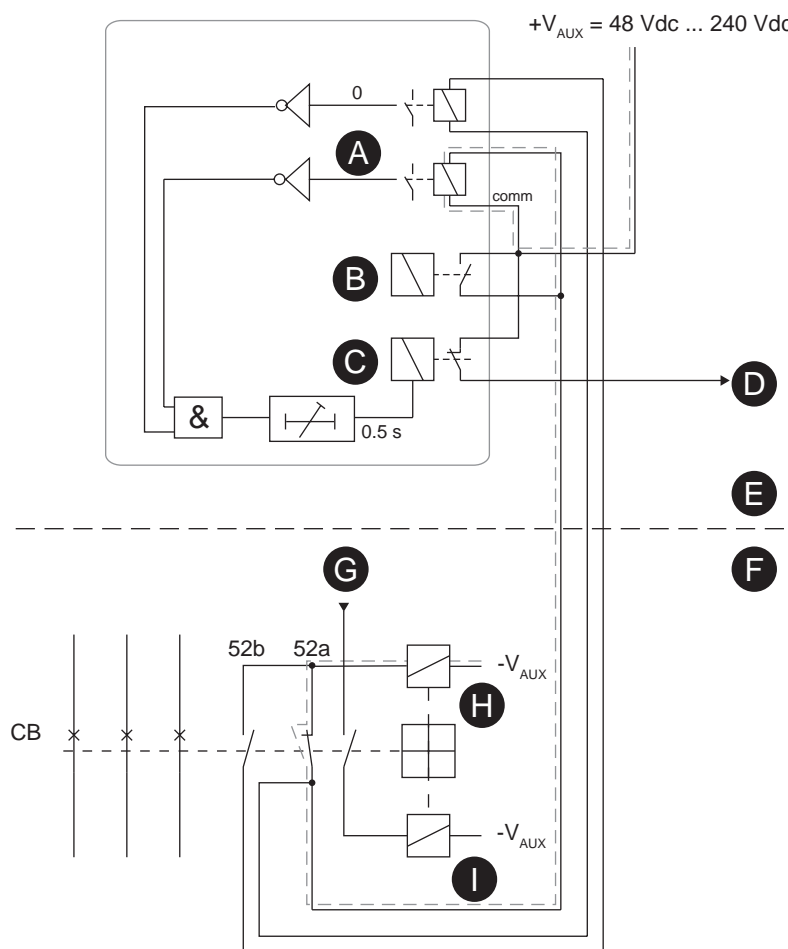 +VAUX = 48 Vdc ... 240 Vdc
0
A
comm
B
C
D
&
0.5 s
E
F
G
52b 52a
-VAUX
H
CB
-VAUX
I